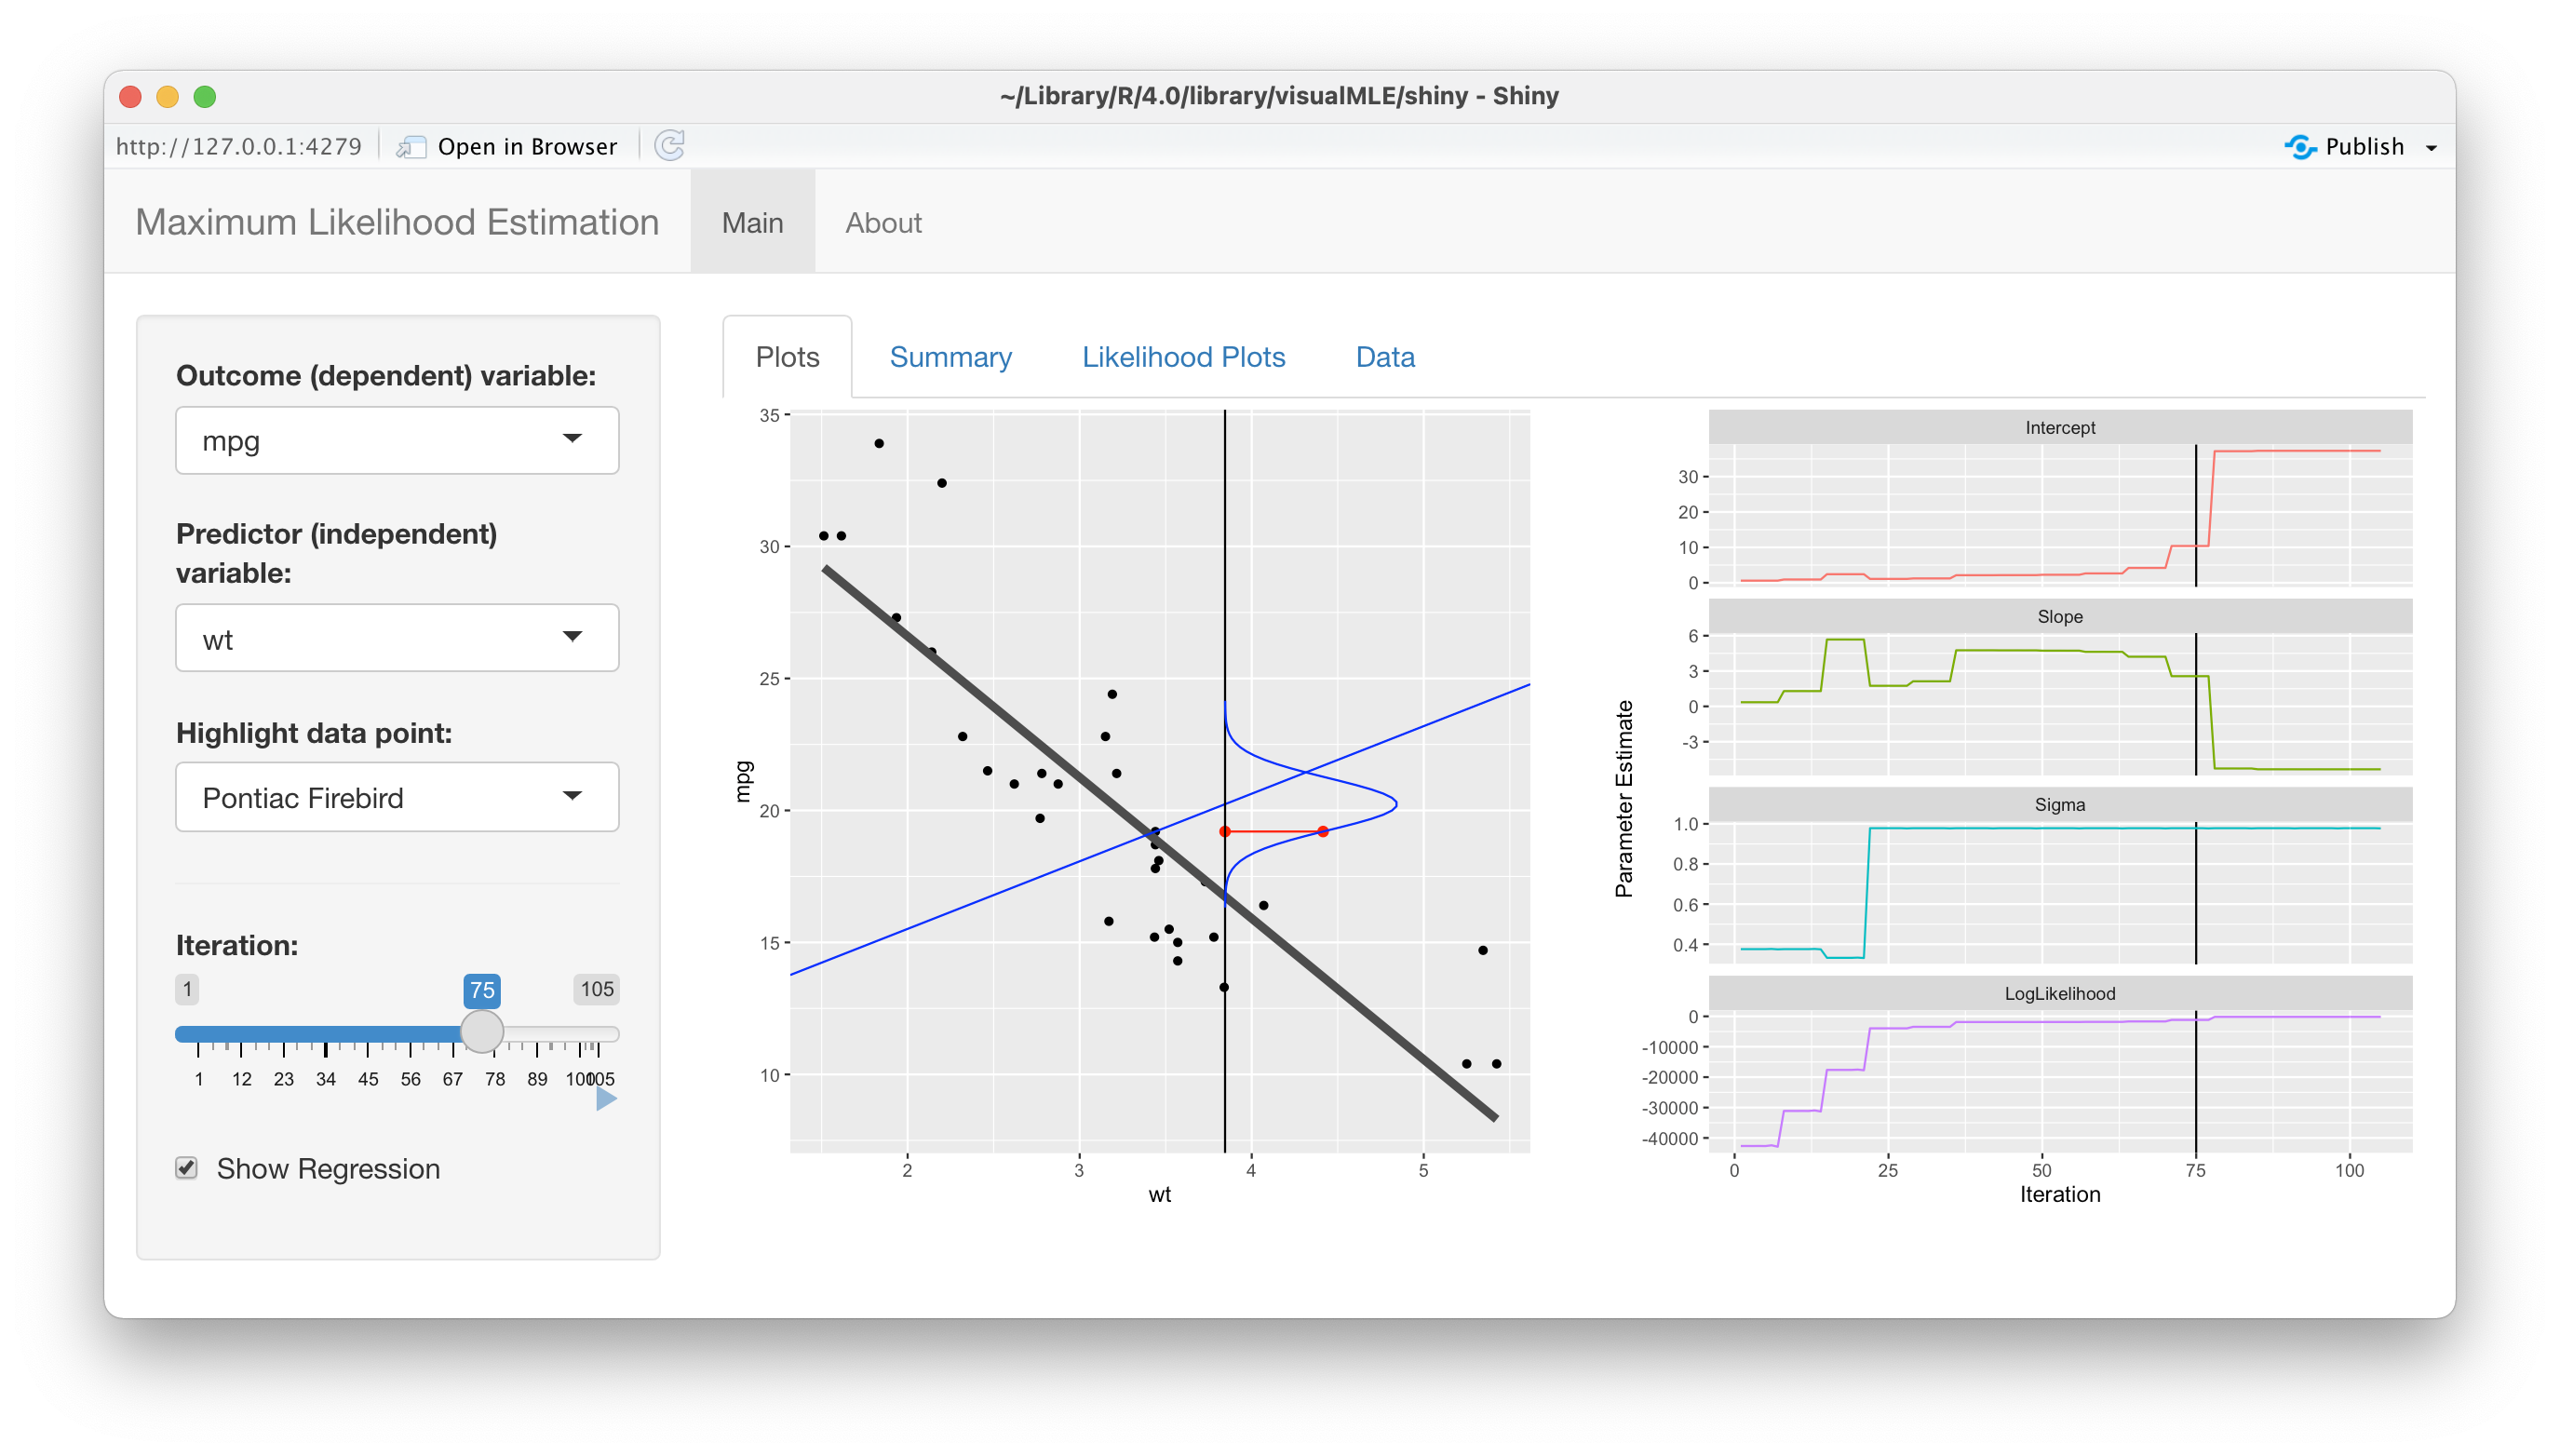 ~/Library/R/4.0/library/visualMLE/shiny - Shiny
http://127.0.0.1:4279
Open in Browser
Publish
Maximum Likelihood Estimation
Main
About
Outcome (dependent) variable:
mpg
Predictor (independent)
variable:
wt
Highlight data point:
Pontiac Firebird
Iteration:
1
75
105
1 12 23 34 45 56 67 78 89 100 105
Show Regression
Plots
Summary
Likelihood Plots
Data
35
30
25
20
15
10
mpg
2 3 4 5
wt
Parameter Estimate
Intercept
30
20
10
0
Slope
6
3
0
-3
Sigma
1.0
0.8
0.6
0.4
LogLikelihood
0
-10000
-20000
-30000
-40000
0 25 50 75 100
Iteration